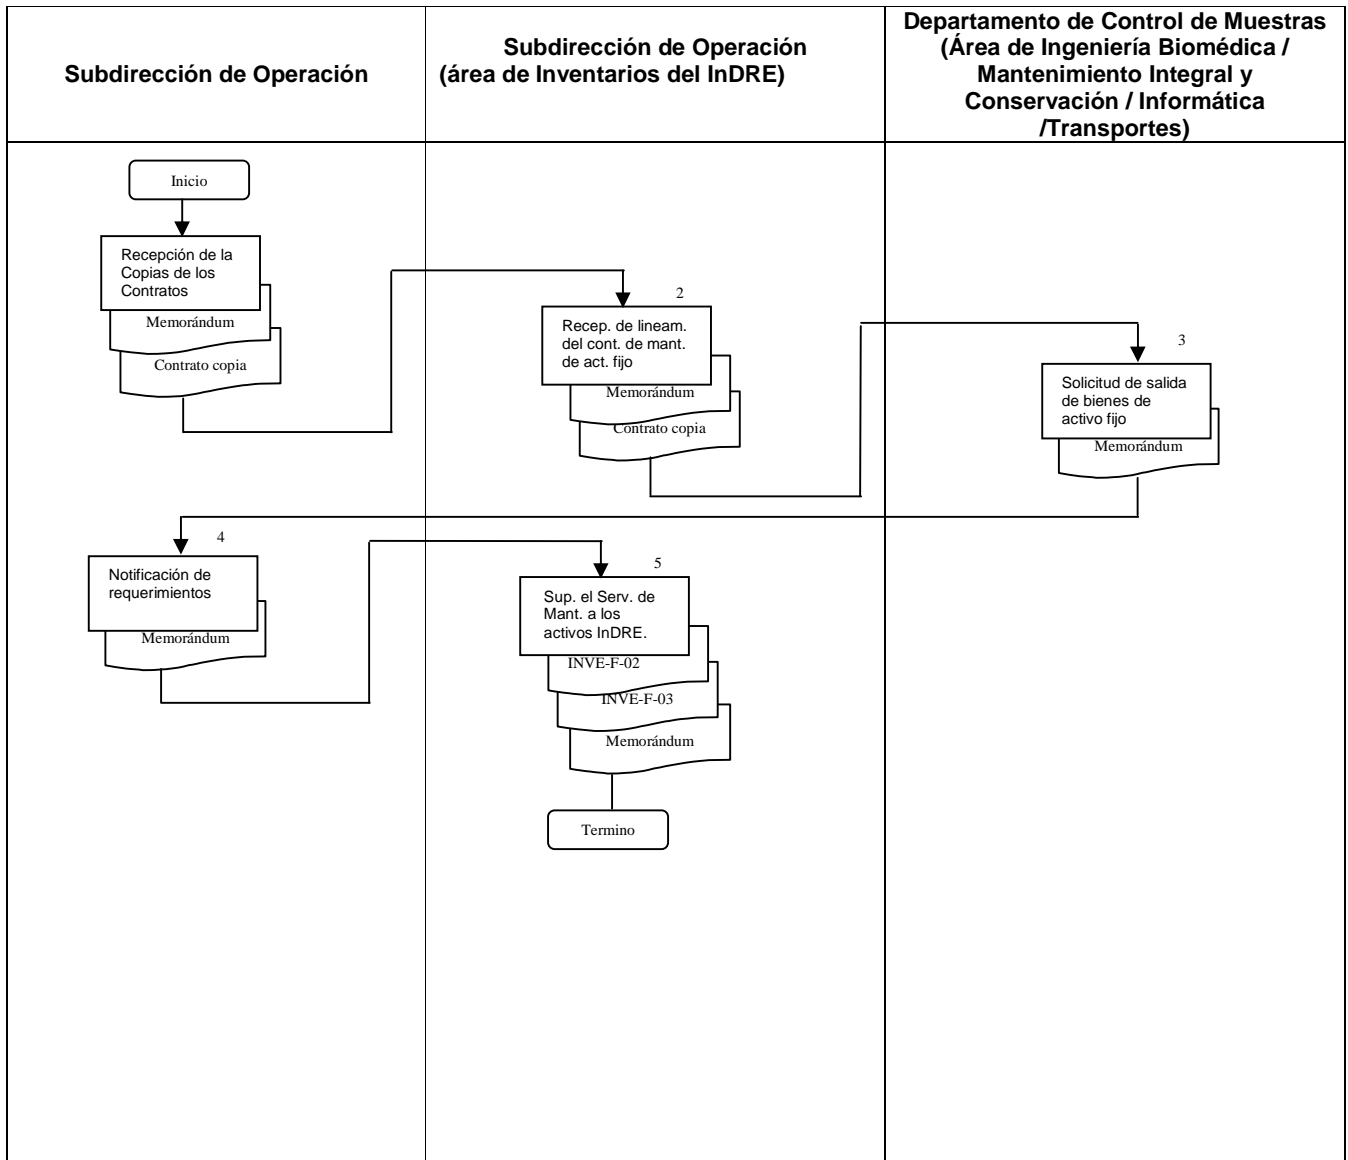 Subdirección de Operación
Subdirección de Operación
(área de Inventarios del InDRE)
Departamento de Control de Muestras
(Área de Ingeniería Biomédica /
Mantenimiento Integral y
Conservación / Informática
/Transportes)
Inicio
Recepción de la
Copias de los
Contratos
Memorándum
Contrato copia
2
Recep. de lineam.
del cont. de mant.
de act. fijo
Memorándum
Contrato copia
3
Solicitud de salida
de bienes de
activo fijo
Memorándum
4
Notificación de
requerimientos
Memorándum
5
Sup. el Serv. de
Mant. a los
activos InDRE.
INVE-F-02
INVE-F-03
Memorándum
Termino